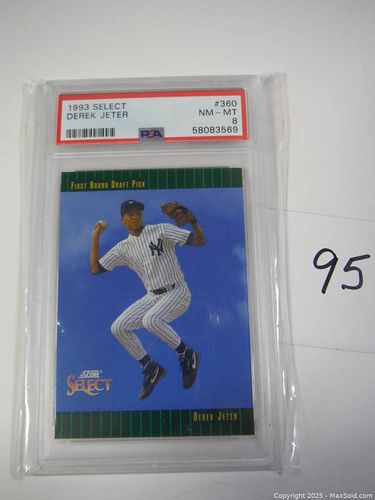 1993 SELECT #360
DEREK JETER NM - MT
8
PSA 58083569
FIRST ROUND DRAFT PICK
NY
95
SCORE
SELECT
DEREK JETER
Copyright 2025 - MaxSold.com